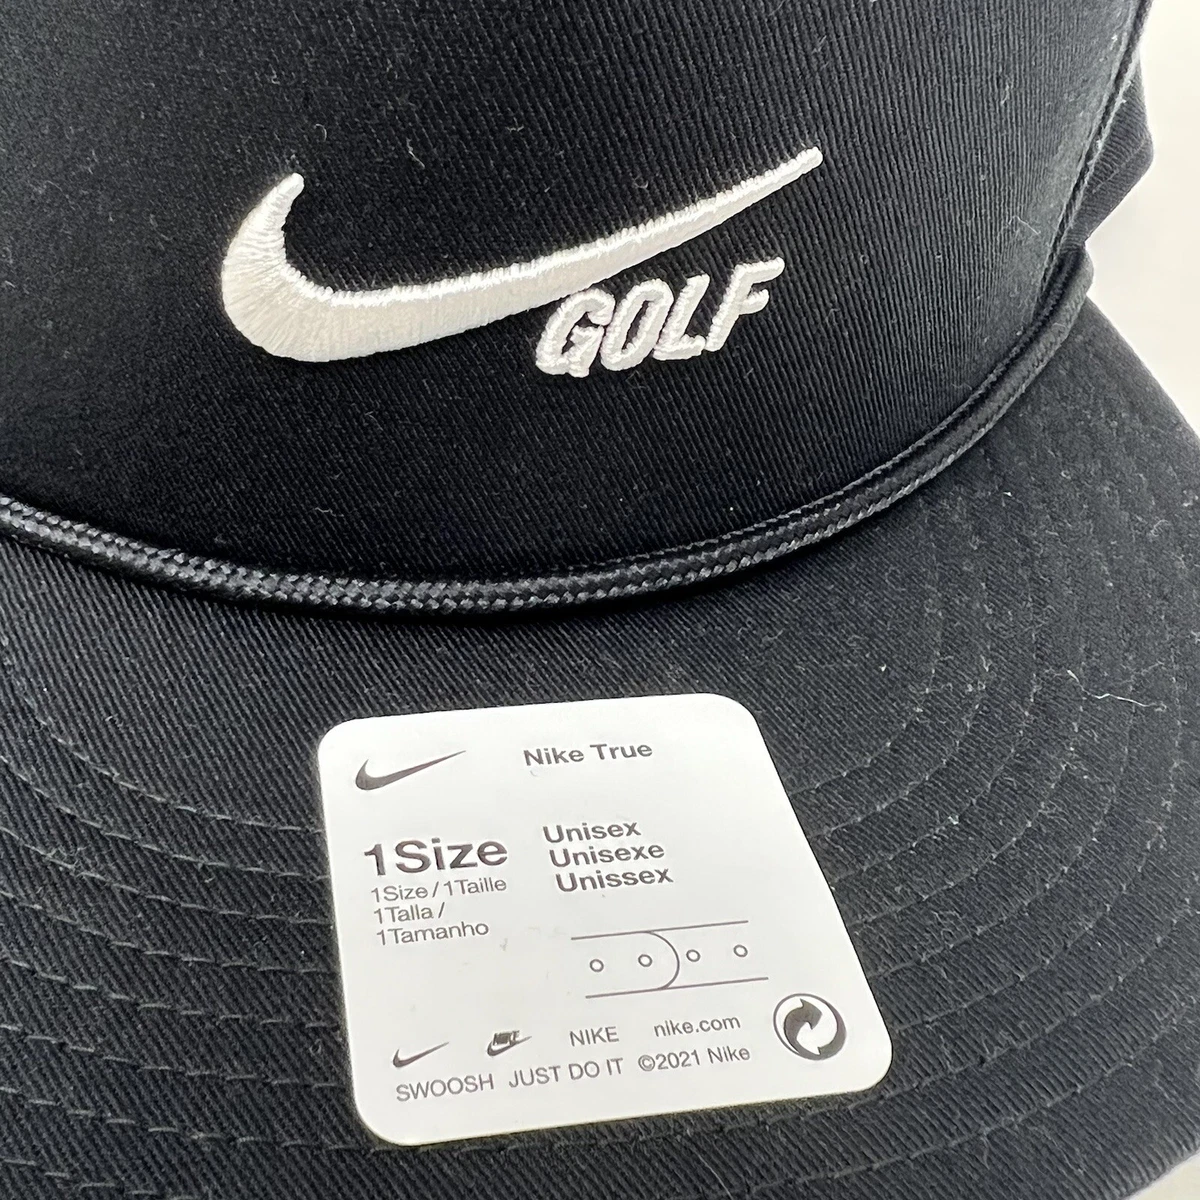 GOLF
Nike True
1Size
1Size / 1Taille
1Talla /
1Tamanho
Unisex
Unisexe
Unissex
NIKE
NIKE nike.com
SWOOSH JUST DO IT ©2021 Nike